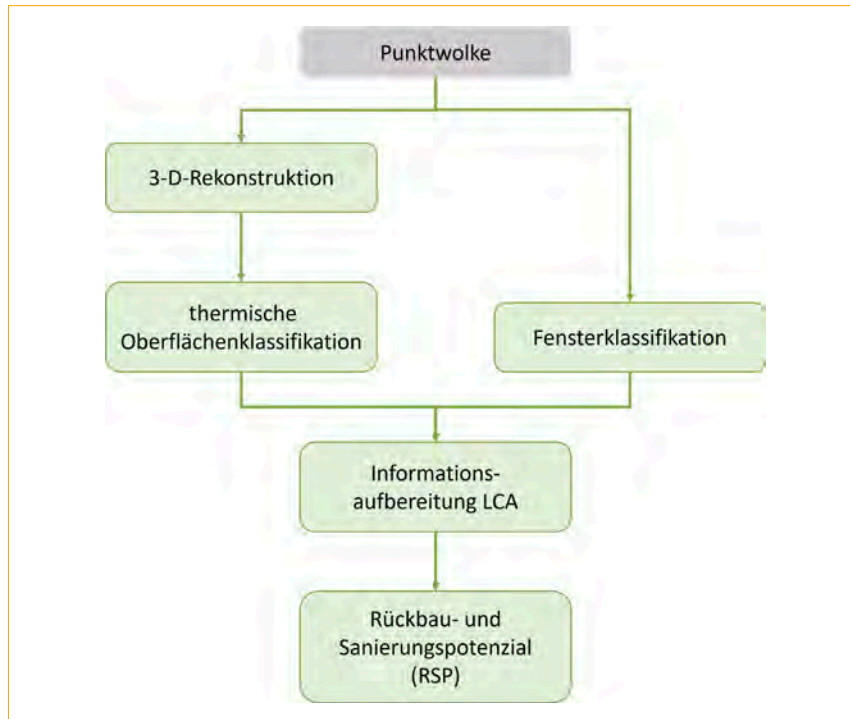 Punktwolke
3-D-Rekonstruktion
thermische
Oberflächenklassifikation
Fensterklassifikation
Informations-
aufbereitung LCA
Rückbau- und
Sanierungspotenzial
(RSP)